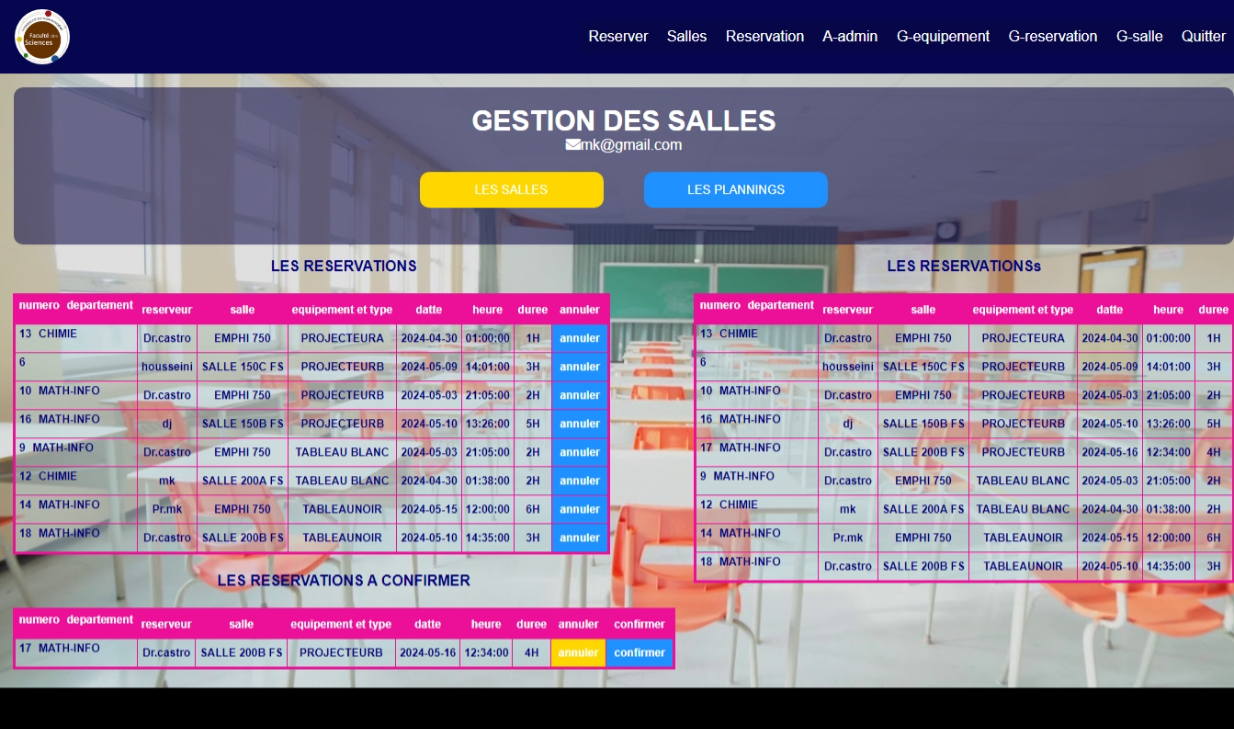 Faculté des
Sciences
Reserver Salles Reservation A-admin G-equipement G-reservation G-salle Quitter
GESTION DES SALLES
mk@gmail.com
LES SALLES LES PLANNINGS
LES RESERVATIONS
numero departement reserveur salle equipement et type datte heure duree annuler
13 CHIMIE Dr.castro EMPHI 750 PROJECTEURA 2024-04-30 01:00:00 1H annuler
6 housseini SALLE 150C FS PROJECTEURB 2024-05-09 14:01:00 3H annuler
10 MATH-INFO Dr.castro EMPHI 750 PROJECTEURB 2024-05-03 21:05:00 2H annuler
16 MATH-INFO dj SALLE 150B FS PROJECTEURB 2024-05-10 13:26:00 5H annuler
9 MATH-INFO Dr.castro EMPHI 750 TABLEAU BLANC 2024-05-03 21:05:00 2H annuler
12 CHIMIE mk SALLE 200A FS TABLEAU BLANC 2024-04-30 01:38:00 2H annuler
14 MATH-INFO Pr.mk EMPHI 750 TABLEAUNOIR 2024-05-15 12:00:00 6H annuler
18 MATH-INFO Dr.castro SALLE 200B FS TABLEAUNOIR 2024-05-10 14:35:00 3H annuler
LES RESERVATIONS A CONFIRMER
numero departement reserveur salle equipement et type datte heure duree annuler confirmer
17 MATH-INFO Dr.castro SALLE 200B FS PROJECTEURB 2024-05-16 12:34:00 4H annuler confirmer
LES RESERVATIONSs
numero departement reserveur salle equipement et type datte heure duree
13 CHIMIE Dr.castro EMPHI 750 PROJECTEURA 2024-04-30 01:00:00 1H
6 housseini SALLE 150C FS PROJECTEURB 2024-05-09 14:01:00 3H
10 MATH-INFO Dr.castro EMPHI 750 PROJECTEURB 2024-05-03 21:05:00 2H
16 MATH-INFO dj SALLE 150B FS PROJECTEURB 2024-05-10 13:26:00 5H
17 MATH-INFO Dr.castro SALLE 200B FS PROJECTEURB 2024-05-16 12:34:00 4H
9 MATH-INFO Dr.castro EMPHI 750 TABLEAU BLANC 2024-05-03 21:05:00 2H
12 CHIMIE mk SALLE 200A FS TABLEAU BLANC 2024-04-30 01:38:00 2H
14 MATH-INFO Pr.mk EMPHI 750 TABLEAUNOIR 2024-05-15 12:00:00 6H
18 MATH-INFO Dr.castro SALLE 200B FS TABLEAUNOIR 2024-05-10 14:35:00 3H